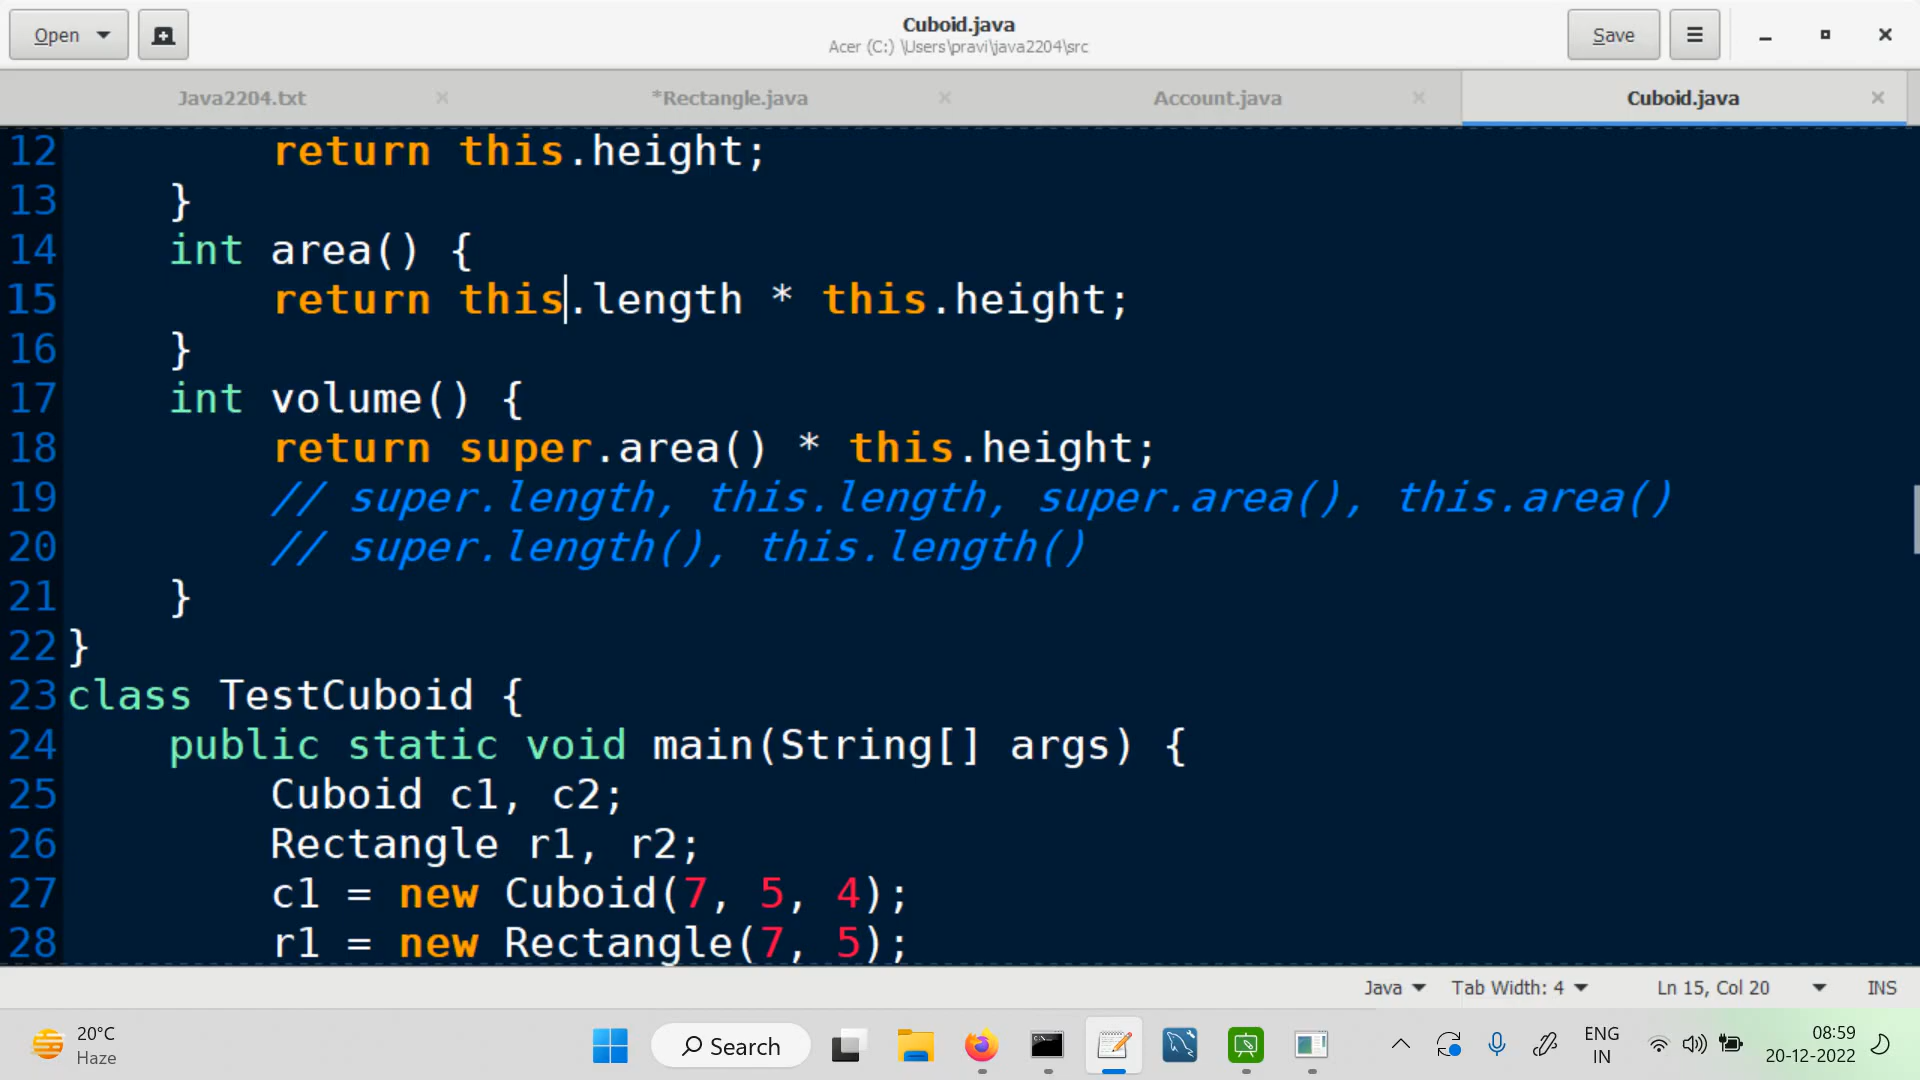 Open
Cuboid.java
Acer (C:) \Users\pravi\java2204\src
Save
Java2204.txt
*Rectangle.java
Account.java
Cuboid.java
12 return this.height;
13 }
14 int area() {
15 return this.length * this.height;
16 }
17 int volume() {
18 return super.area() * this.height;
19 // super.length, this.length, super.area(), this.area()
20 // super.length(), this.length()
21 }
22 }
23 class TestCuboid {
24 public static void main(String[] args) {
25 Cuboid c1, c2;
26 Rectangle r1, r2;
27 c1 = new Cuboid(7, 5, 4);
28 r1 = new Rectangle(7, 5);
Java
Tab Width: 4
Ln 15, Col 20
INS
20°C
Haze
Search
ENG
IN
08:59
20-12-2022